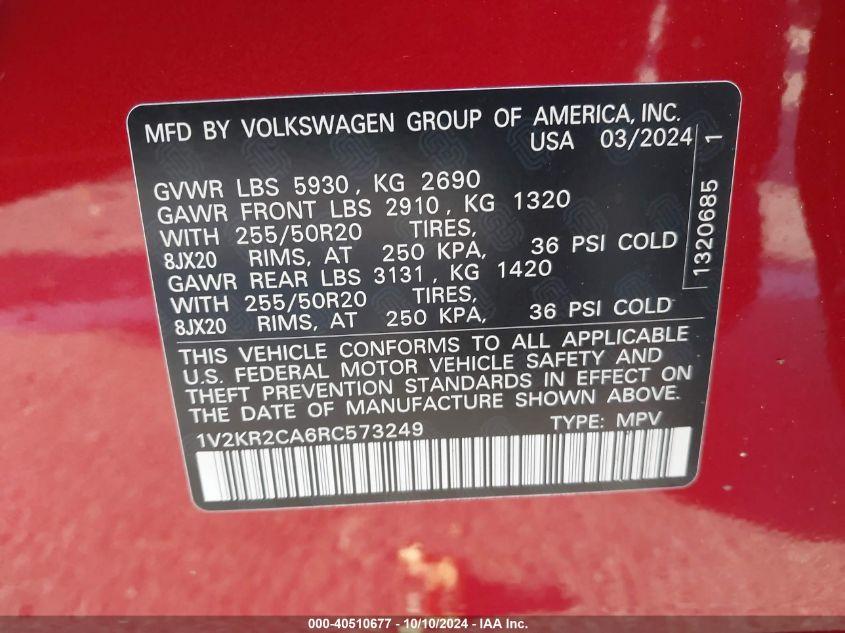 MFD BY VOLKSWAGEN GROUP OF AMERICA, INC.
USA 03/2024
GVWR LBS 5930, KG 2690
GAWR FRONT LBS 2910, KG 1320
WITH 255/50R20 TIRES,
8JX20 RIMS, AT 250 KPA, 36 PSI COLD
GAWR REAR LBS 3131, KG 1420
WITH 255/50R20 TIRES,
8JX20 RIMS, AT 250 KPA, 36 PSI COLD
THIS VEHICLE CONFORMS TO ALL APPLICABLE
U.S. FEDERAL MOTOR VEHICLE SAFETY AND
THEFT PREVENTION STANDARDS IN EFFECT ON
THE DATE OF MANUFACTURE SHOWN ABOVE.
1V2KR2CA6RC573249 TYPE: MPV
1320685 1
000-40510677 - 10/10/2024 - IAA Inc.